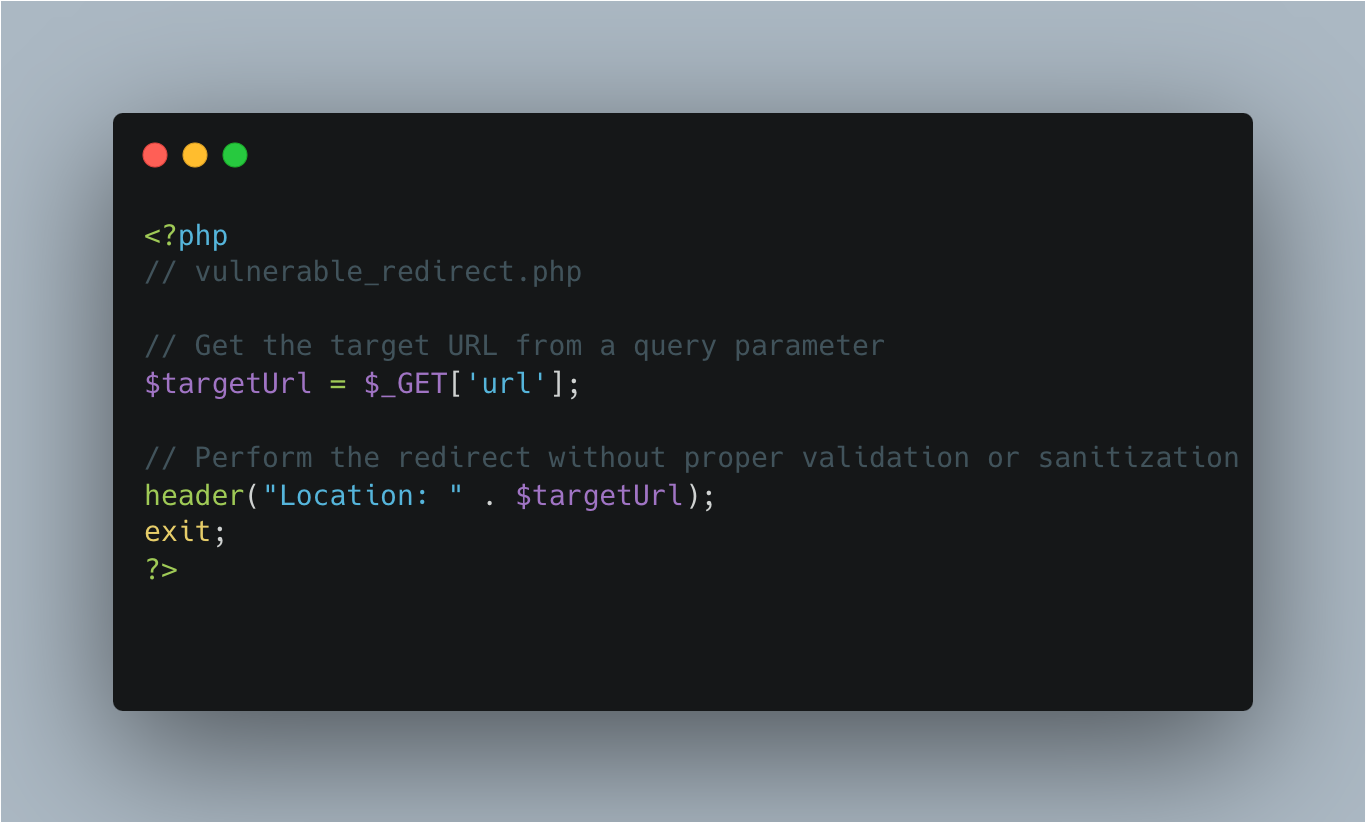 <?php
// vulnerable_redirect.php
// Get the target URL from a query parameter
$targetUrl = $_GET['url'];
// Perform the redirect without proper validation or sanitization
header("Location: " . $targetUrl);
exit;
?>